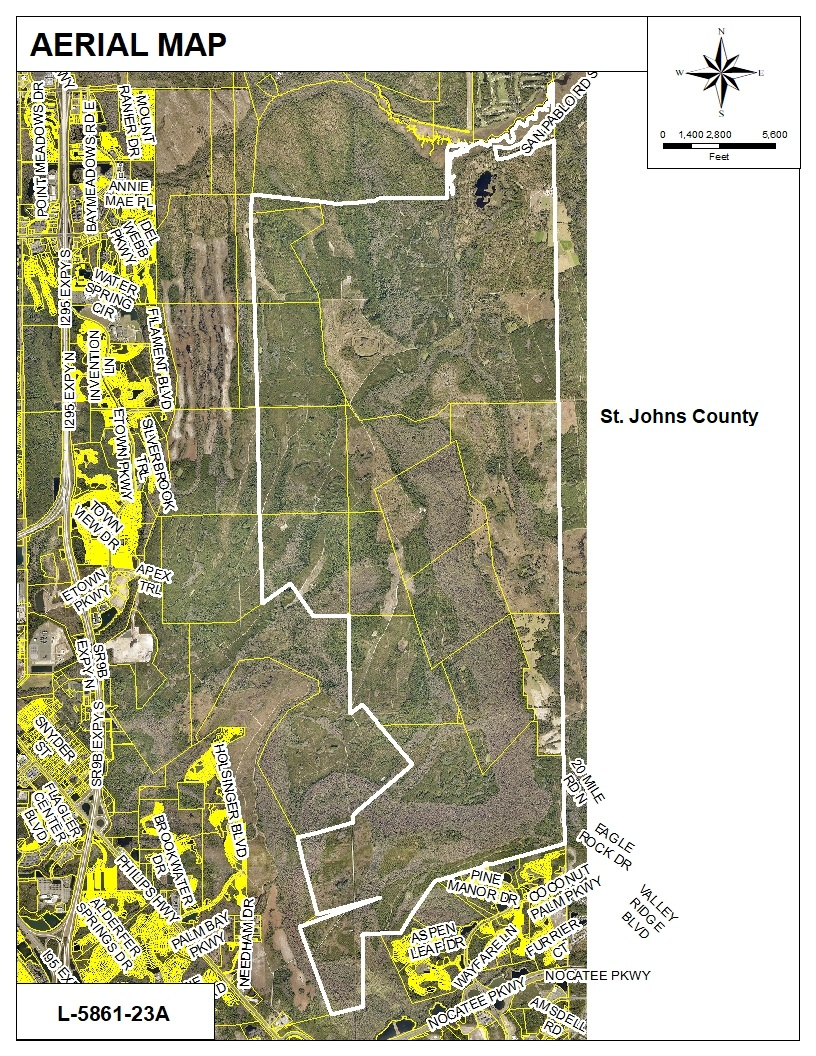 AERIAL MAP
N
W
E
S
0 1,400 2,800 5,600
Feet
WY
POINT MEADOWS DR
BAYMEADOWS RD E
MOUNT
RANIER DR
SAN PABLO RD S
ANNIE
MAE PL
DEL
WEBB
PKWY
I295 EXPY S
WATER
SPRING
CIR
FILAMENT BLVD
INVENTION
LN
I295 EXPY N
St. Johns County
ETOWN PKWY
SILVERBROOK
TRL
TOWN
VIEW DR
APEX
TRL
ETOWN
PKWY
SR9B
EXPY N
SR9B EXPY S
SNYDER
ST
HOLSINGER BLVD
20 MILE
RD N
FLAGLER
CENTER
BLVD
BROOKWATER
DR
EAGLE
ROCK DR
PHILIPS HWY
PINE
MANOR DR
COCONUT
PALM PKWY
VALLEY
RIDGE
BLVD
ALDERFER
SPRINGS DR
PALM BAY
PKWY
NEEDHAM DR
ASPEN
LEAF DR
WAYFARE LN
FURRIER
CT
I95 EX
RD
NOCATEE PKWY
NOCATEE PKWY
AMSDELL
RD
L-5861-23A